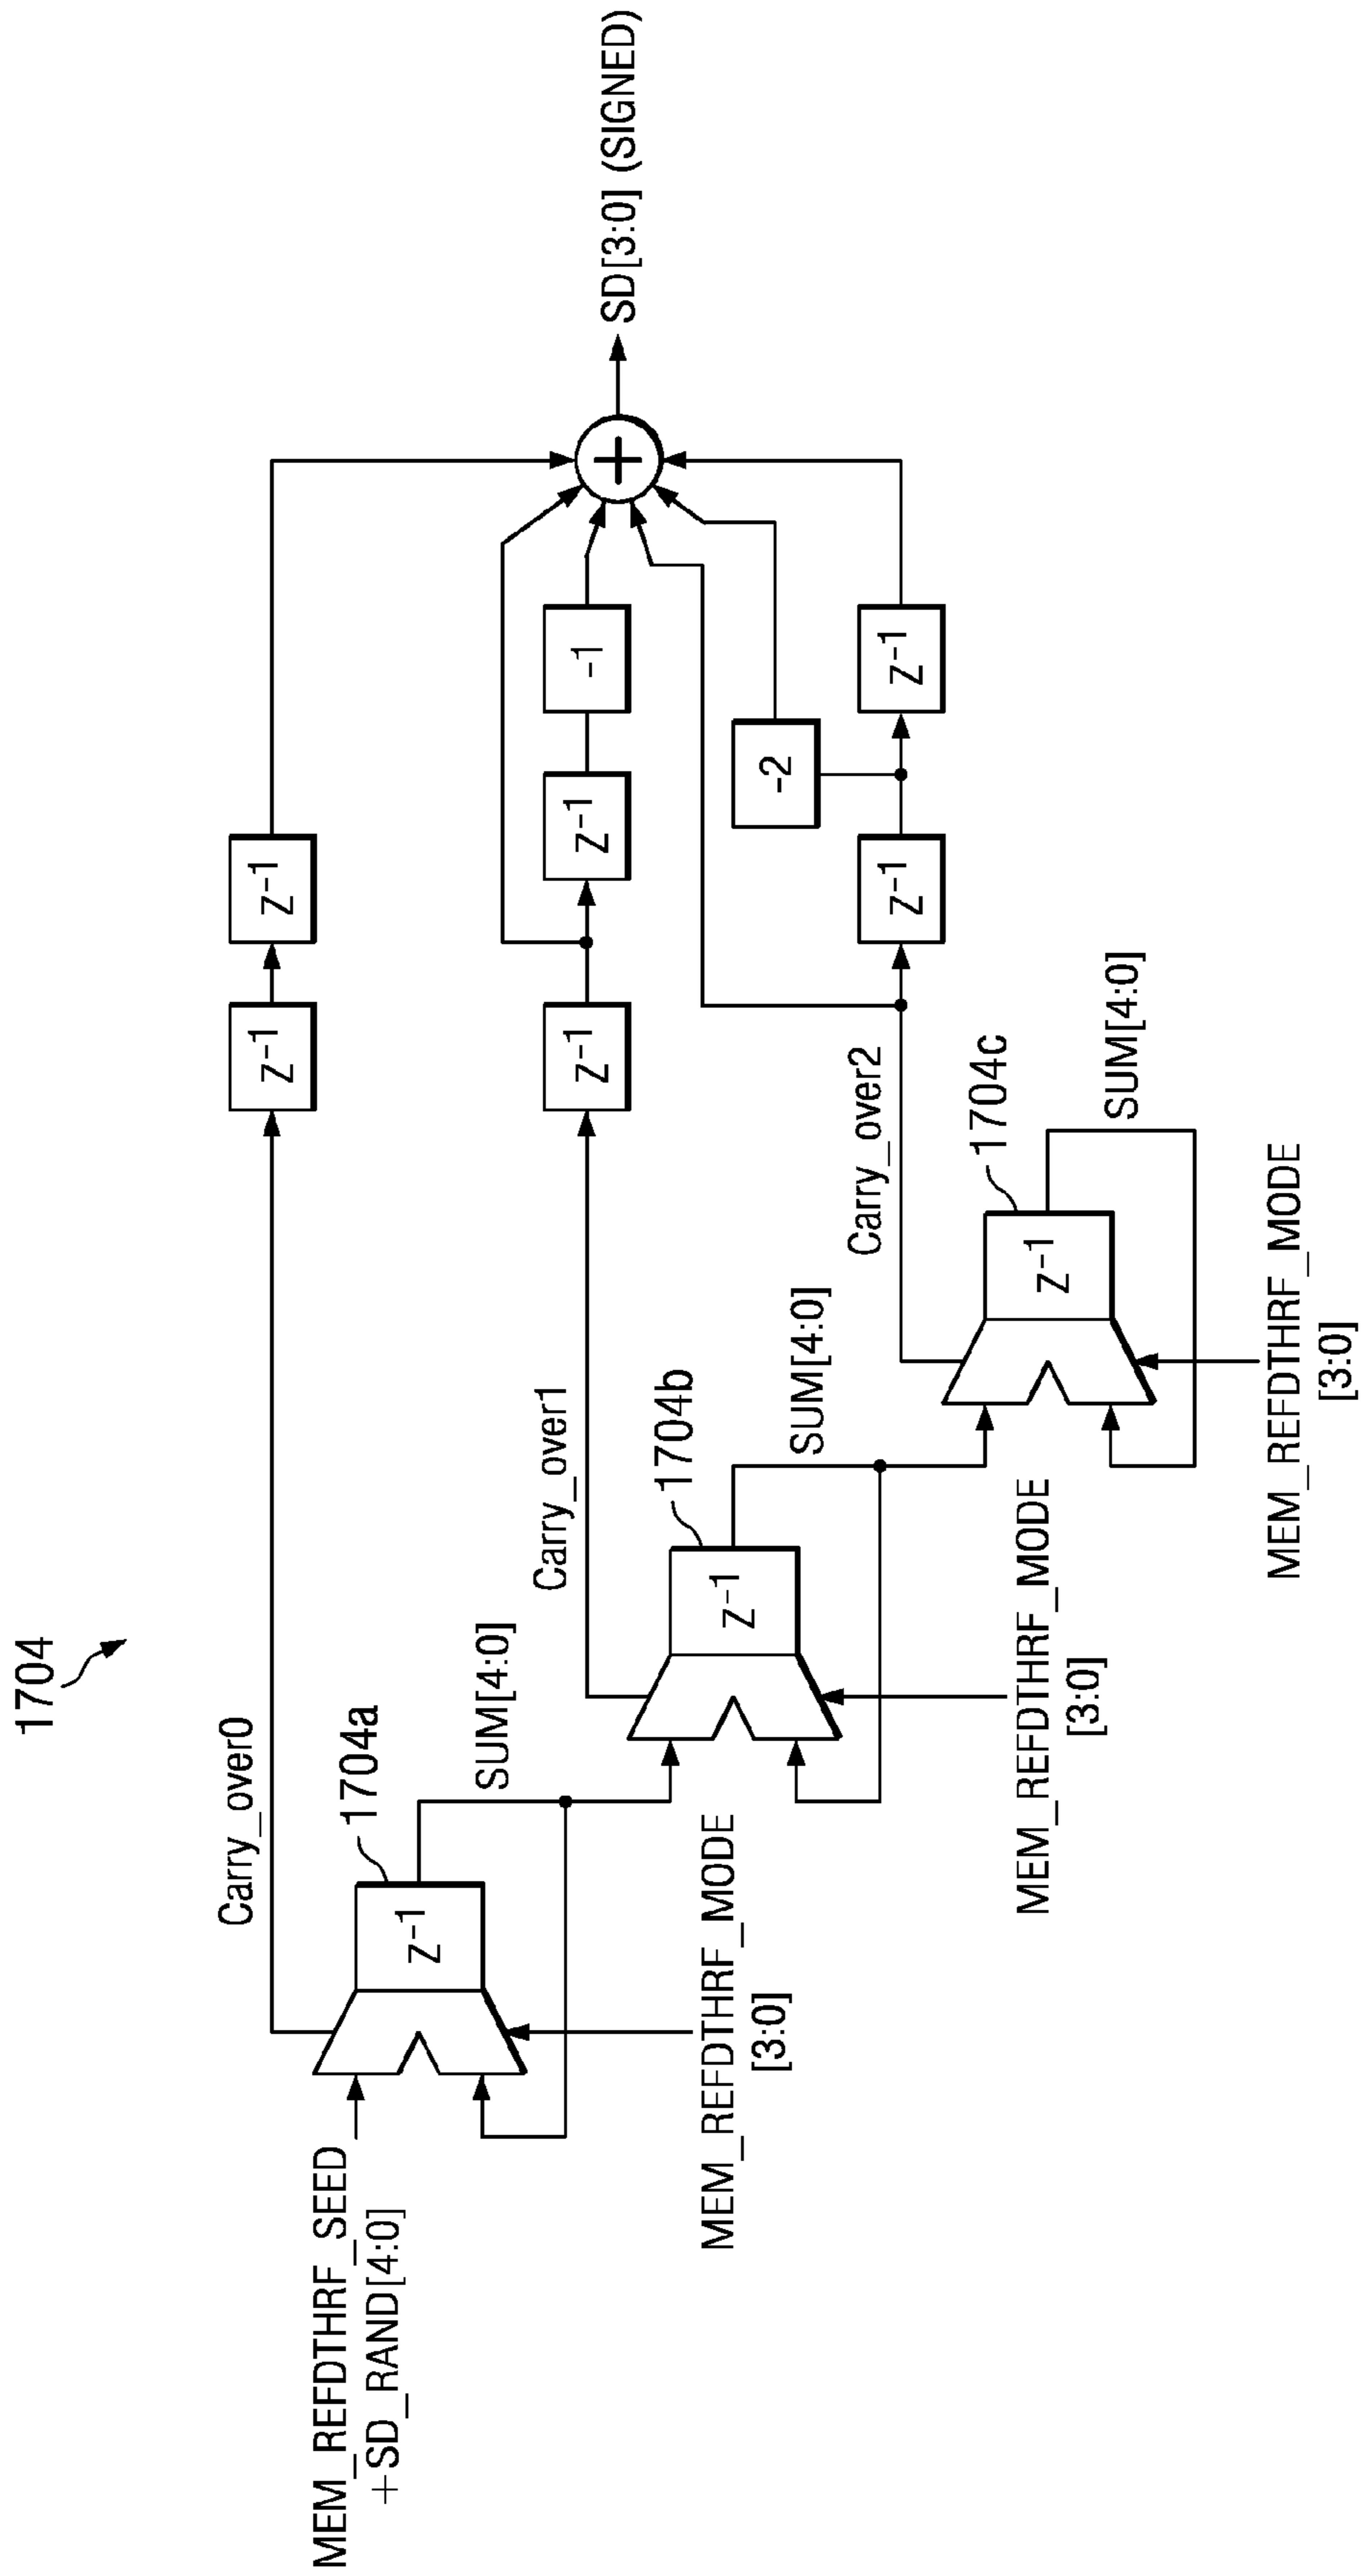 1704
MEM_REFDTHRF_SEED
+SD_RAND[4:0]
Carry_over0
1704a
Z-1
SUM[4:0]
MEM_REFDTHRF_MODE
[3:0]
Carry_over1
1704b
Z-1
SUM[4:0]
MEM_REFDTHRF_MODE
[3:0]
Carry_over2
1704c
Z-1
SUM[4:0]
MEM_REFDTHRF_MODE
[3:0]
Z-1
Z-1
Z-1
Z-1
-1
Z-1
-2
Z-1
+
SD[3:0] (SIGNED)